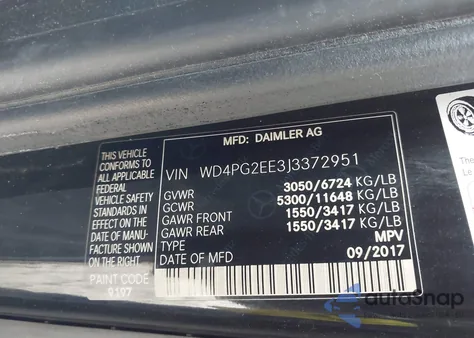 MFD: DAIMLER AG
THIS VEHICLE
CONFORMS TO
ALL APPLICABLE
FEDERAL
VEHICLE SAFETY
STANDARDS IN
EFFECT ON THE
DATE OF MANU-
FACTURE SHOWN
ON THE RIGHT
PAINT CODE
9197
VIN WD4PG2EE3J3372951
GVWR 3050/6724 KG/LB
GCWR 5300/11648 KG/LB
GAWR FRONT 1550/3417 KG/LB
GAWR REAR 1550/3417 KG/LB
TYPE MPV
DATE OF MFD 09/2017
autoSnap